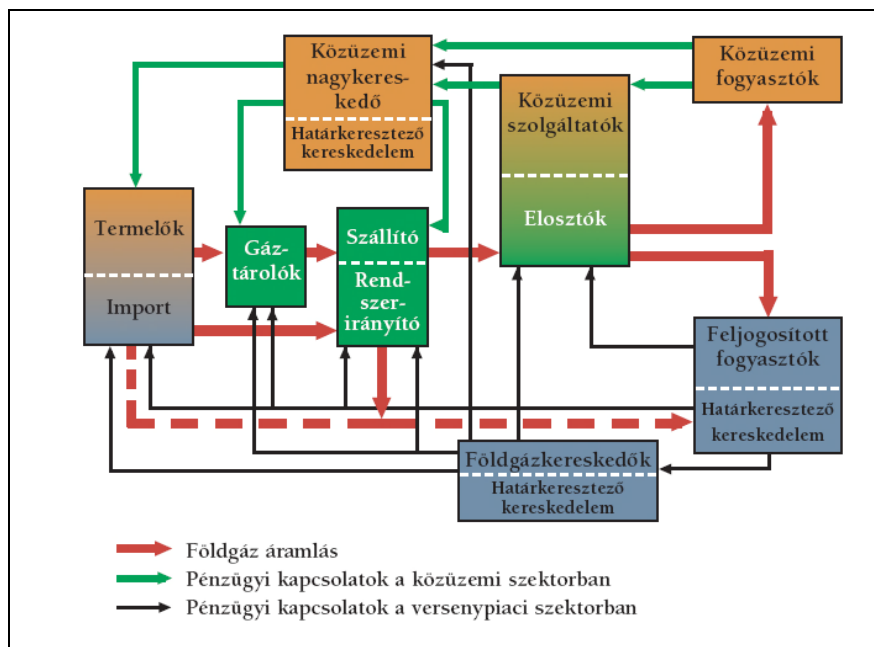 Közüzemi
nagykeres-
kedő
Határkeresztező
kereskedelem
Közüzemi
fogyasztók
Közüzemi
szolgáltatók
Elosztók
Termelők
Import
Gáz-
tárolók
Szállító
Rend-
szer-
irányító
Feljogosított
fogyasztók
Határkeresztező
kereskedelem
Földgázkereskedők
Határkeresztező
kereskedelem
Földgáz áramlás
Pénzügyi kapcsolatok a közüzemi szektorban
Pénzügyi kapcsolatok a versenypiaci szektorban